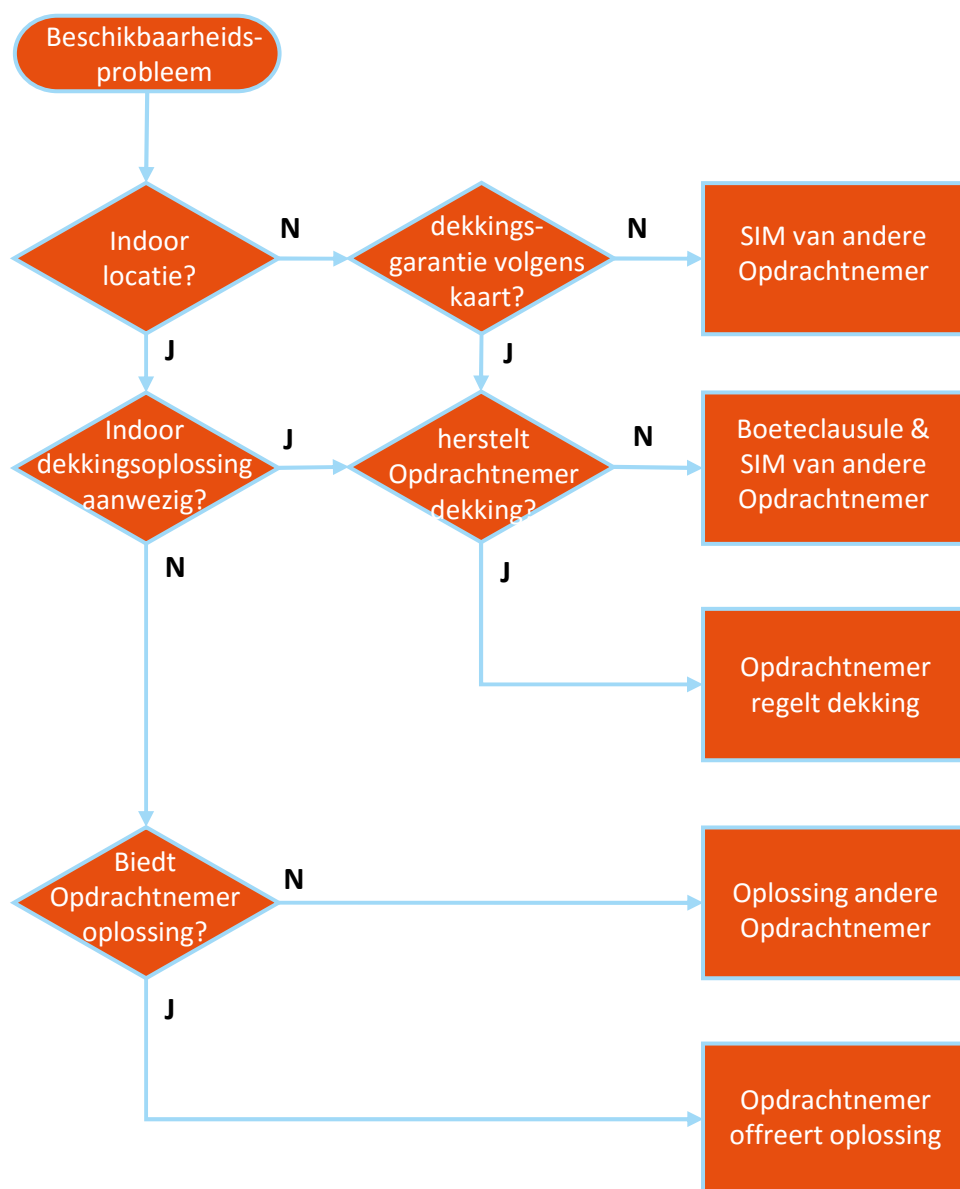 Beschikbaarheids-
probleem
Indoor
locatie?
N
dekkings-
garantie volgens
kaart?
N
SIM van andere
Opdrachtnemer
J
J
Indoor
dekkingsoplossing
aanwezig?
J
herstelt
Opdrachtnemer
dekking?
N
Boeteclausule &
SIM van andere
Opdrachtnemer
N
J
Opdrachtnemer
regelt dekking
Biedt
Opdrachtnemer
oplossing?
N
Oplossing andere
Opdrachtnemer
J
Opdrachtnemer
offreert oplossing